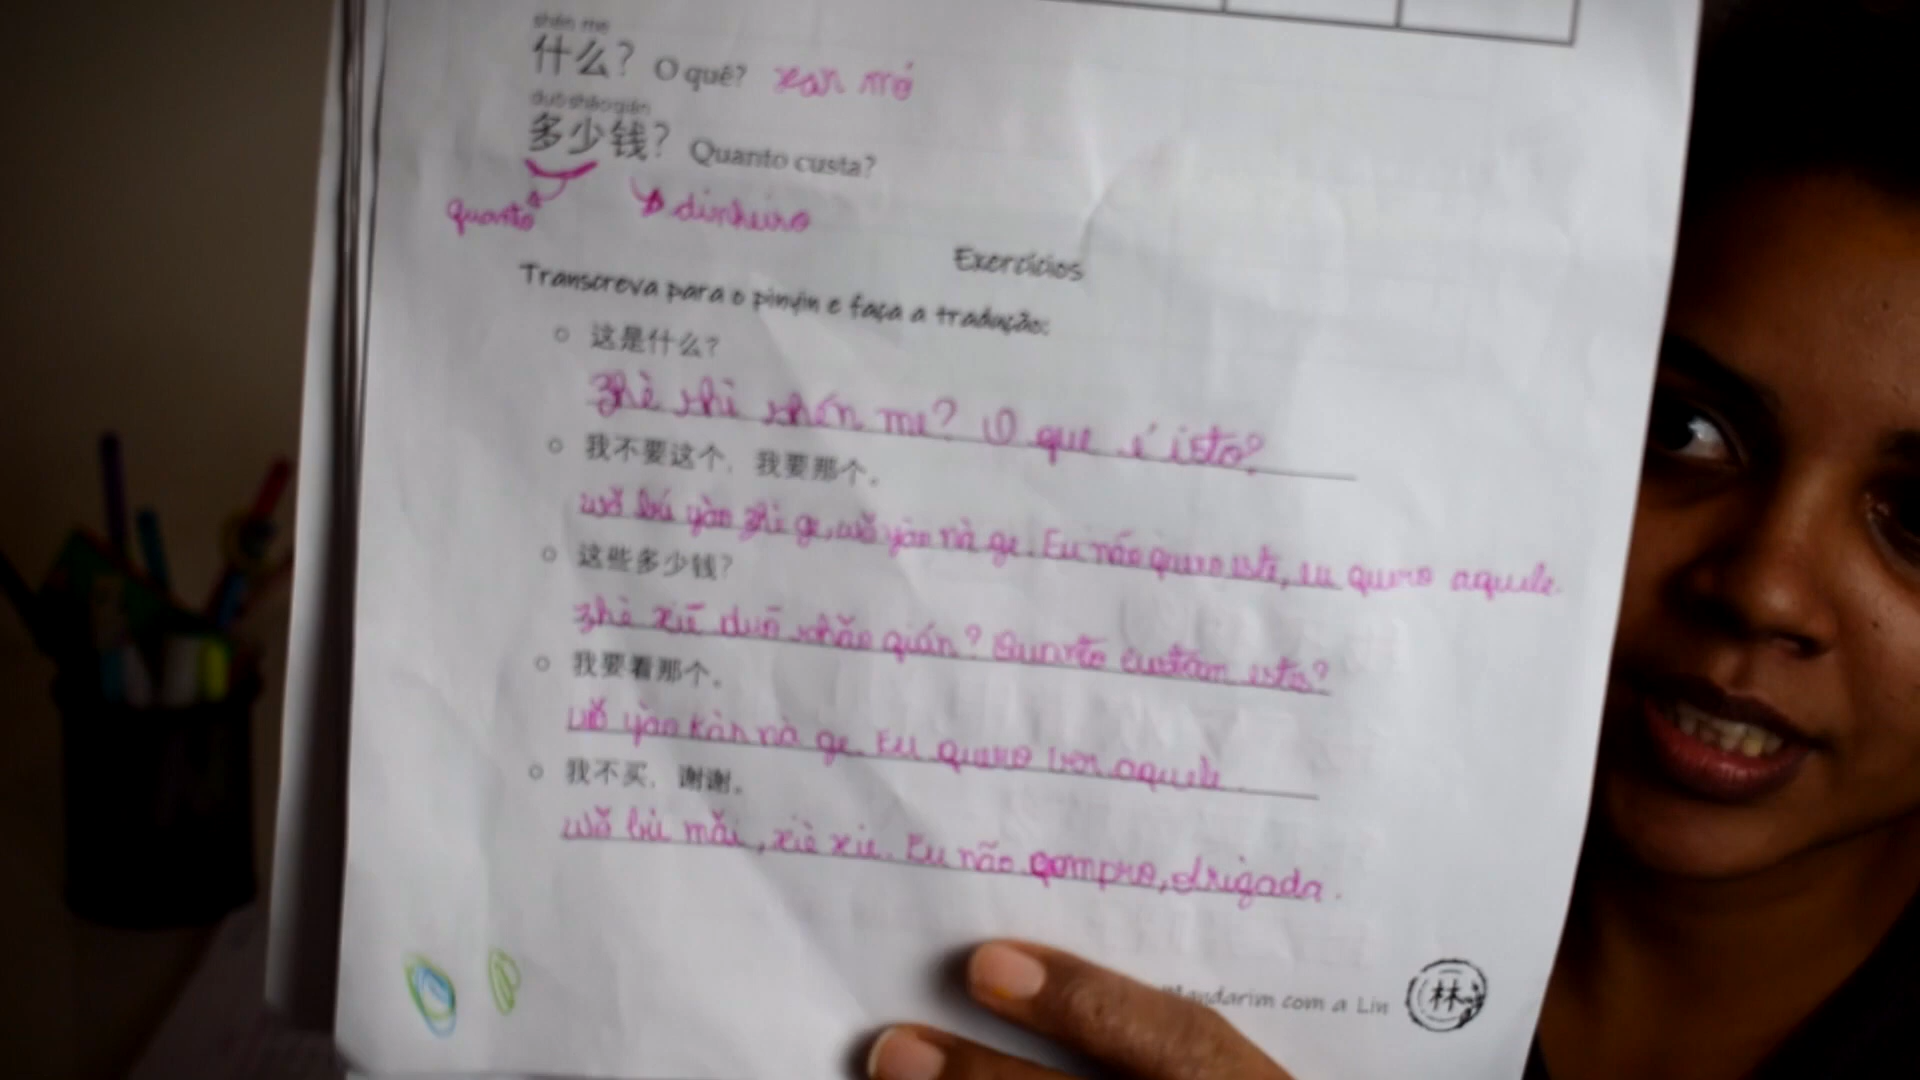 shén me
什么? O quê? xan mó
duō shǎo qián
多少钱? Quanto custa?
quanto dinheiro
Exercícios
Transcreva para o pinyin e faça a tradução:
这是什么?
zhè shì shén me? O que é isto?
我不要这个，我要那个。
wǒ bú yào zhè ge, wǒ yào nà ge. Eu não quero este, eu quero aquele.
这些多少钱?
zhè xiē duō shǎo qián? Quanto custam estes?
我要看那个。
wǒ yào kàn nà ge. Eu quero ver aquele.
我不买，谢谢。
wǒ bù mǎi, xiè xie. Eu não compro, obrigada.
Mandarim com a Lin
林